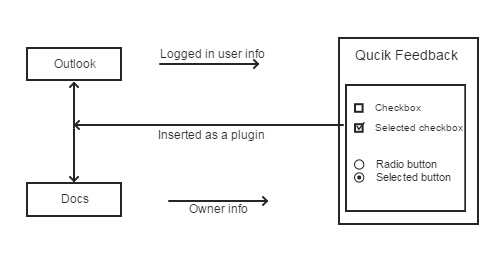 Outlook
Logged in user info
Qucik Feedback
Checkbox
Selected checkbox
Inserted as a plugin
Radio button
Selected button
Docs
Owner info